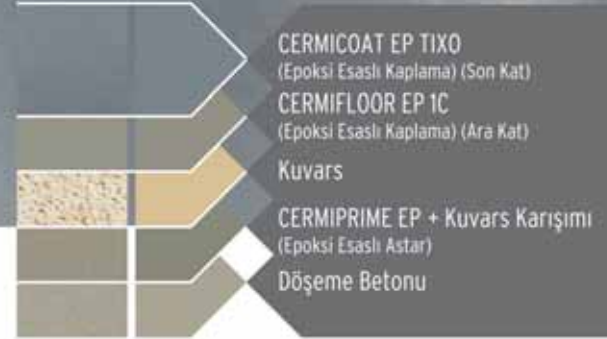 CERMICOAT EP TIXO
(Epoksi Esaslı Kaplama) (Son Kat)
CERMIFLOOR EP 1C
(Epoksi Esaslı Kaplama) (Ara Kat)
Kuvars
CERMIPRIME EP + Kuvars Karışımı
(Epoksi Esaslı Astar)
Döşeme Betonu